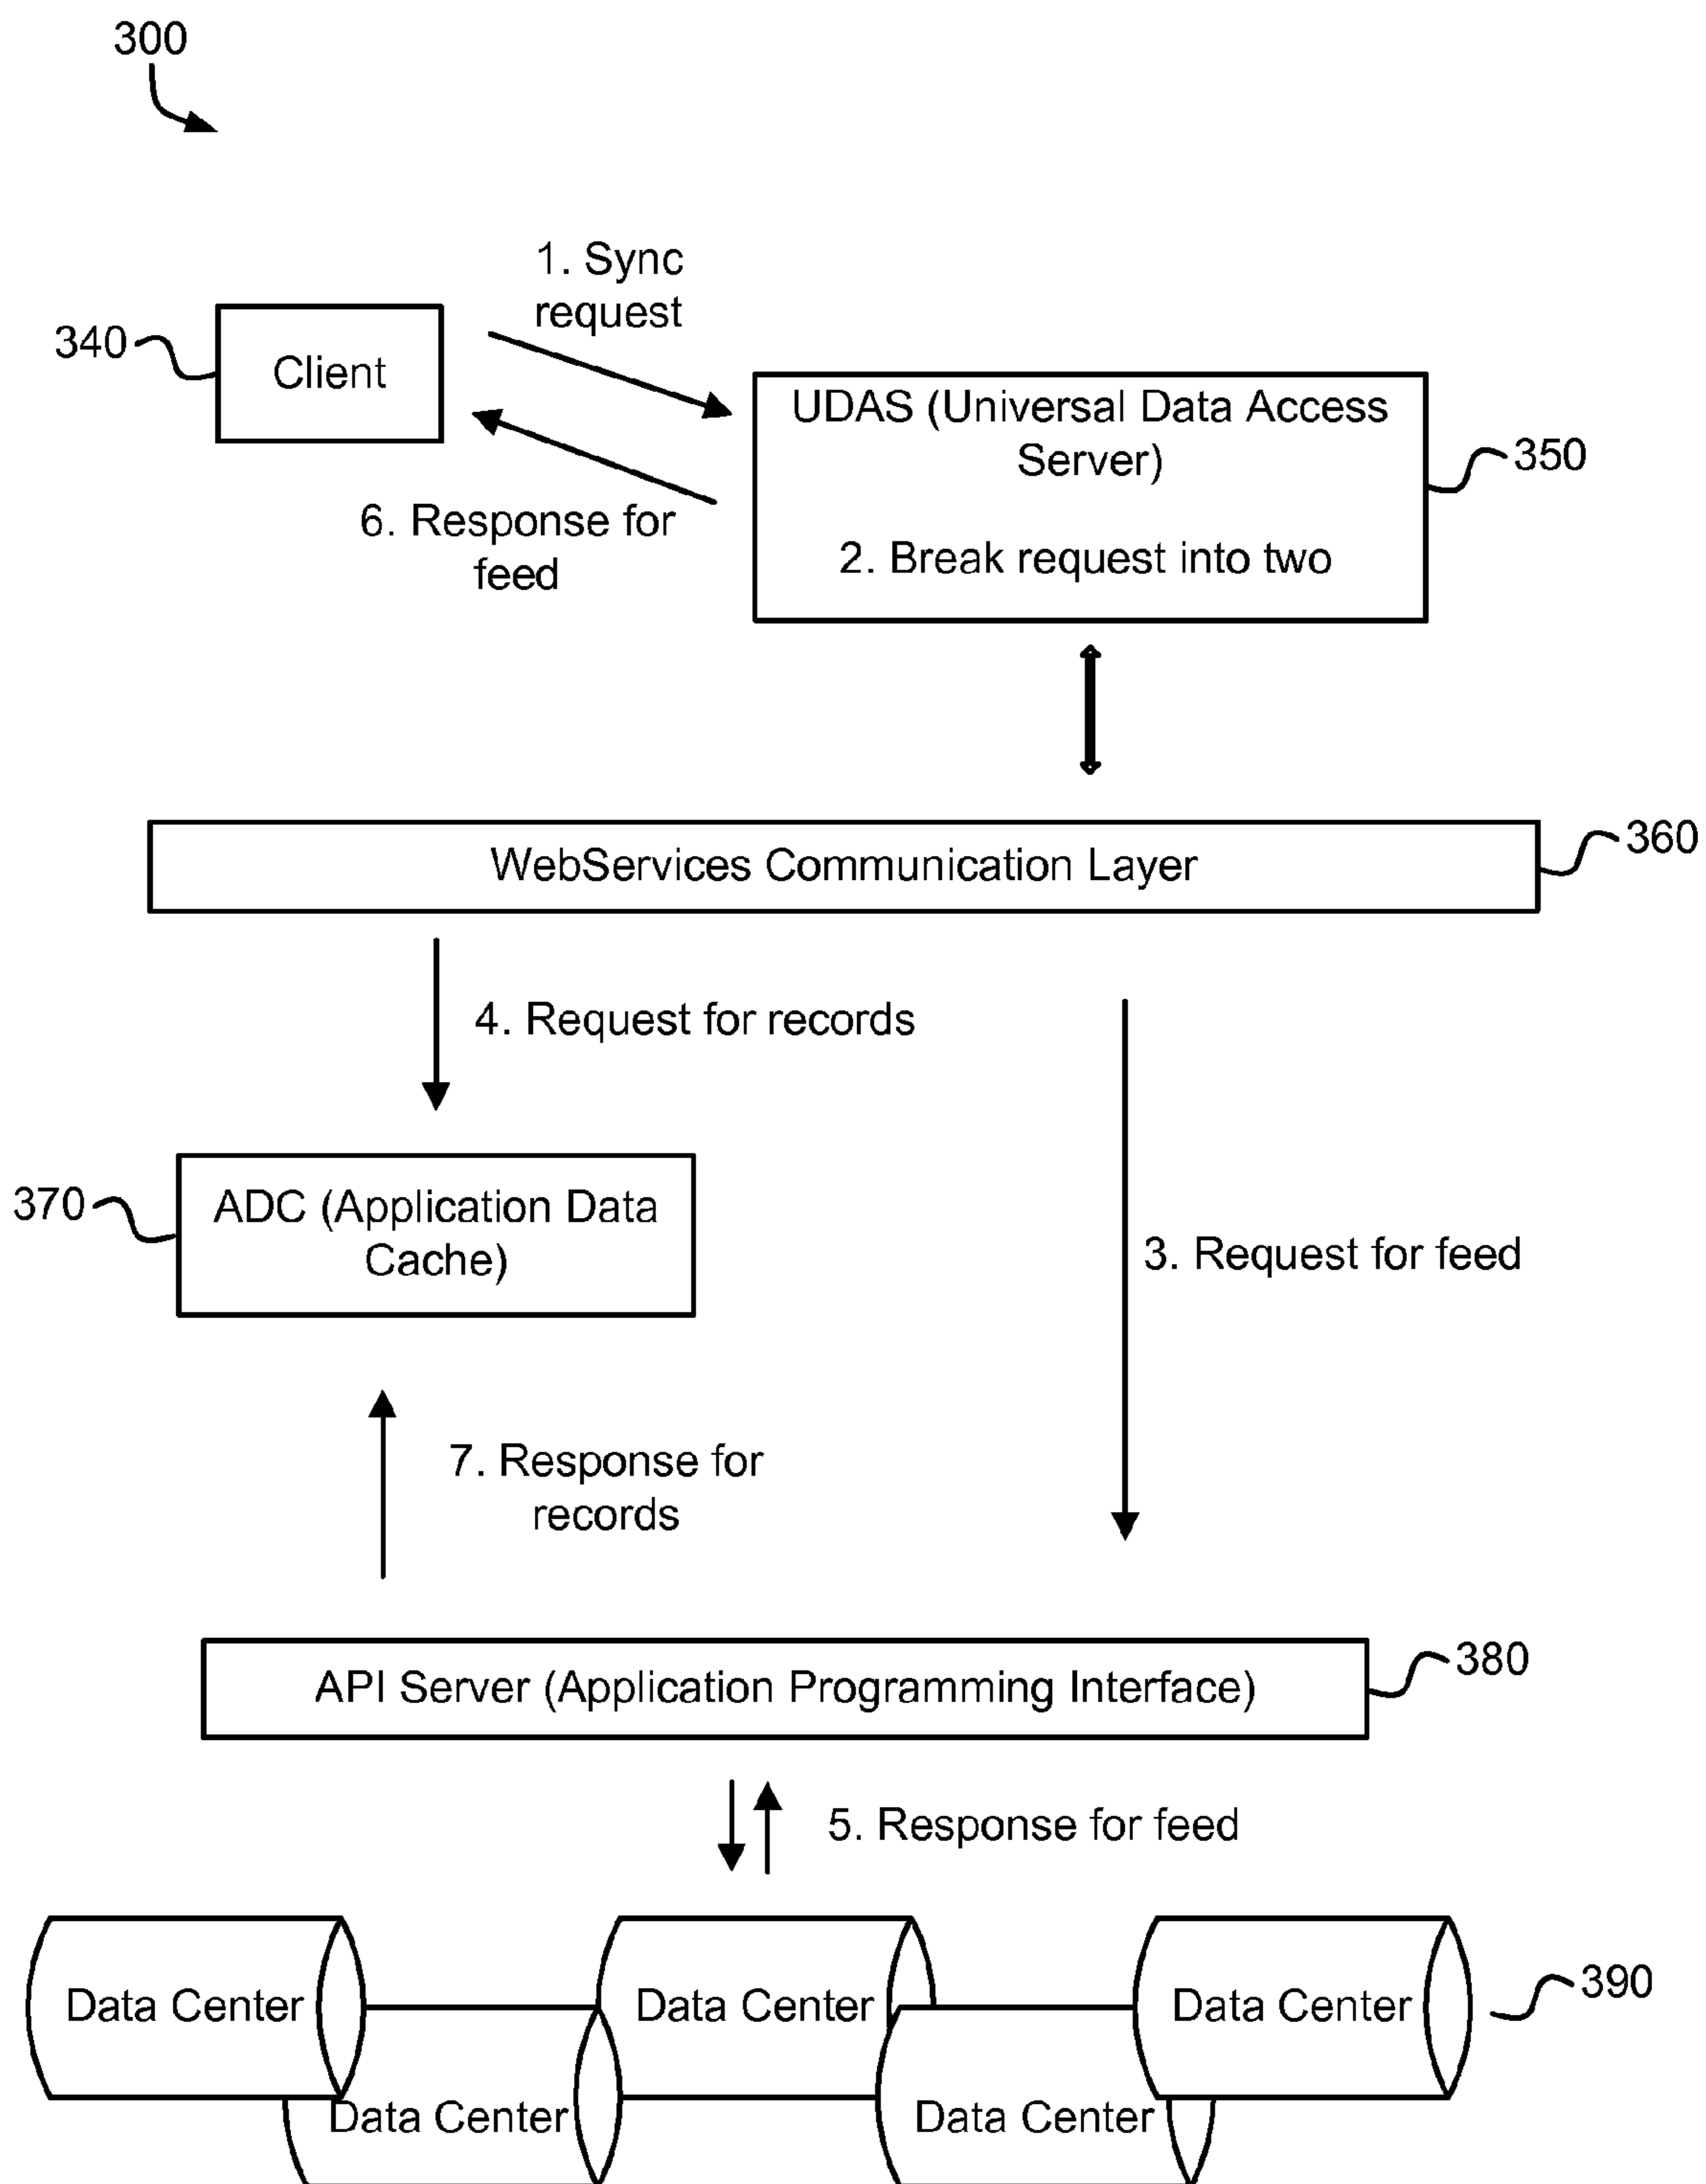 300
1. Sync
request
340
Client
UDAS (Universal Data Access
Server)
350
6. Response for
feed
2. Break request into two
360
WebServices Communication Layer
4. Request for records
370
ADC (Application Data
Cache)
3. Request for feed
7. Response for
records
380
API Server (Application Programming Interface)
5. Response for feed
390
Data Center
Data Center
Data Center
Data Center
Data Center